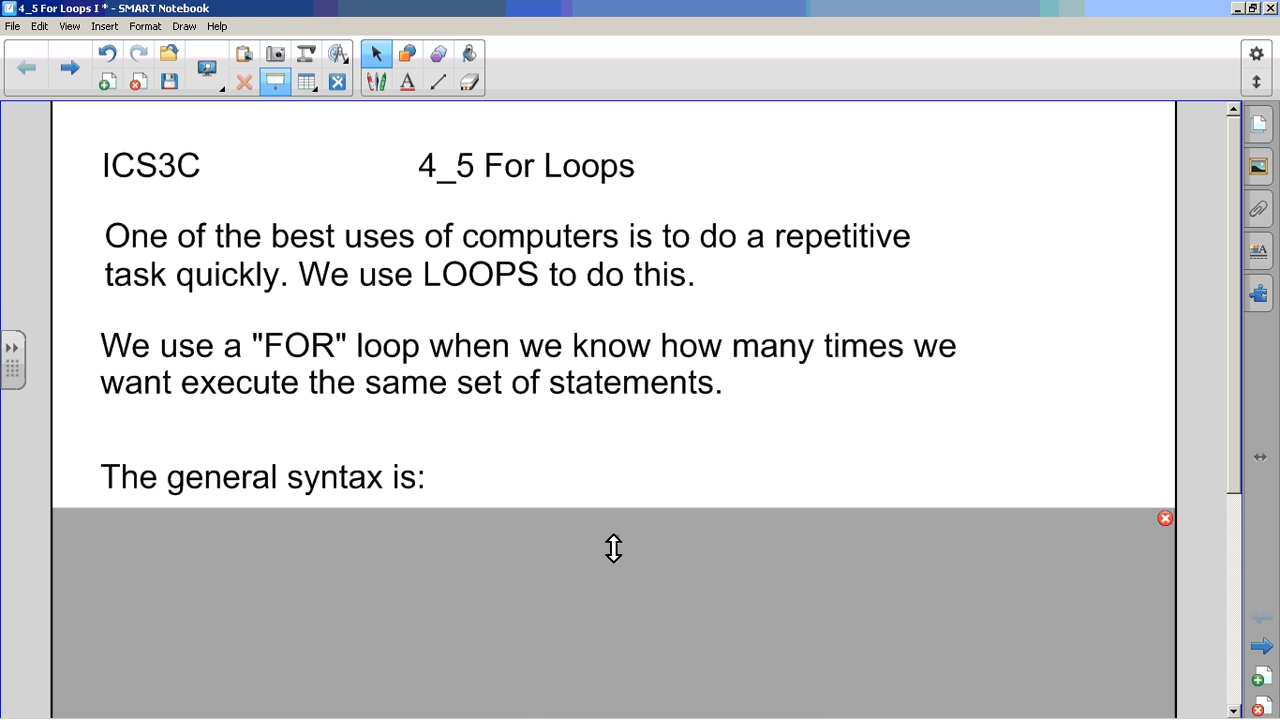 4_5 For Loops I * - SMART Notebook
File Edit View Insert Format Draw Help
ICS3C 4_5 For Loops
One of the best uses of computers is to do a repetitive
task quickly. We use LOOPS to do this.
We use a "FOR" loop when we know how many times we
want execute the same set of statements.
The general syntax is: